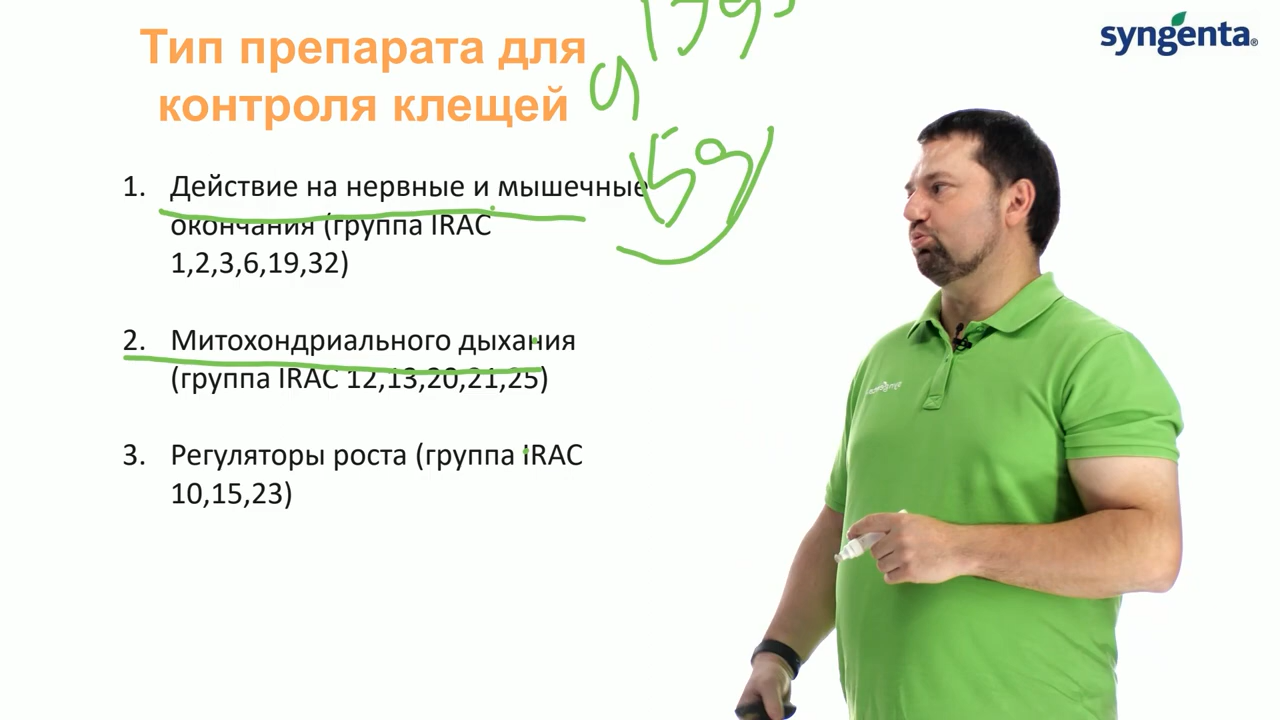 Тип препарата для
контроля клещей
syngenta®
59
1. Действие на нервные и мышечные
окончания (группа IRAC
1,2,3,6,19,32)
2. Митохондриального дыхания
(группа IRAC 12,13,20,21,25)
3. Регуляторы роста (группа IRAC
10,15,23)